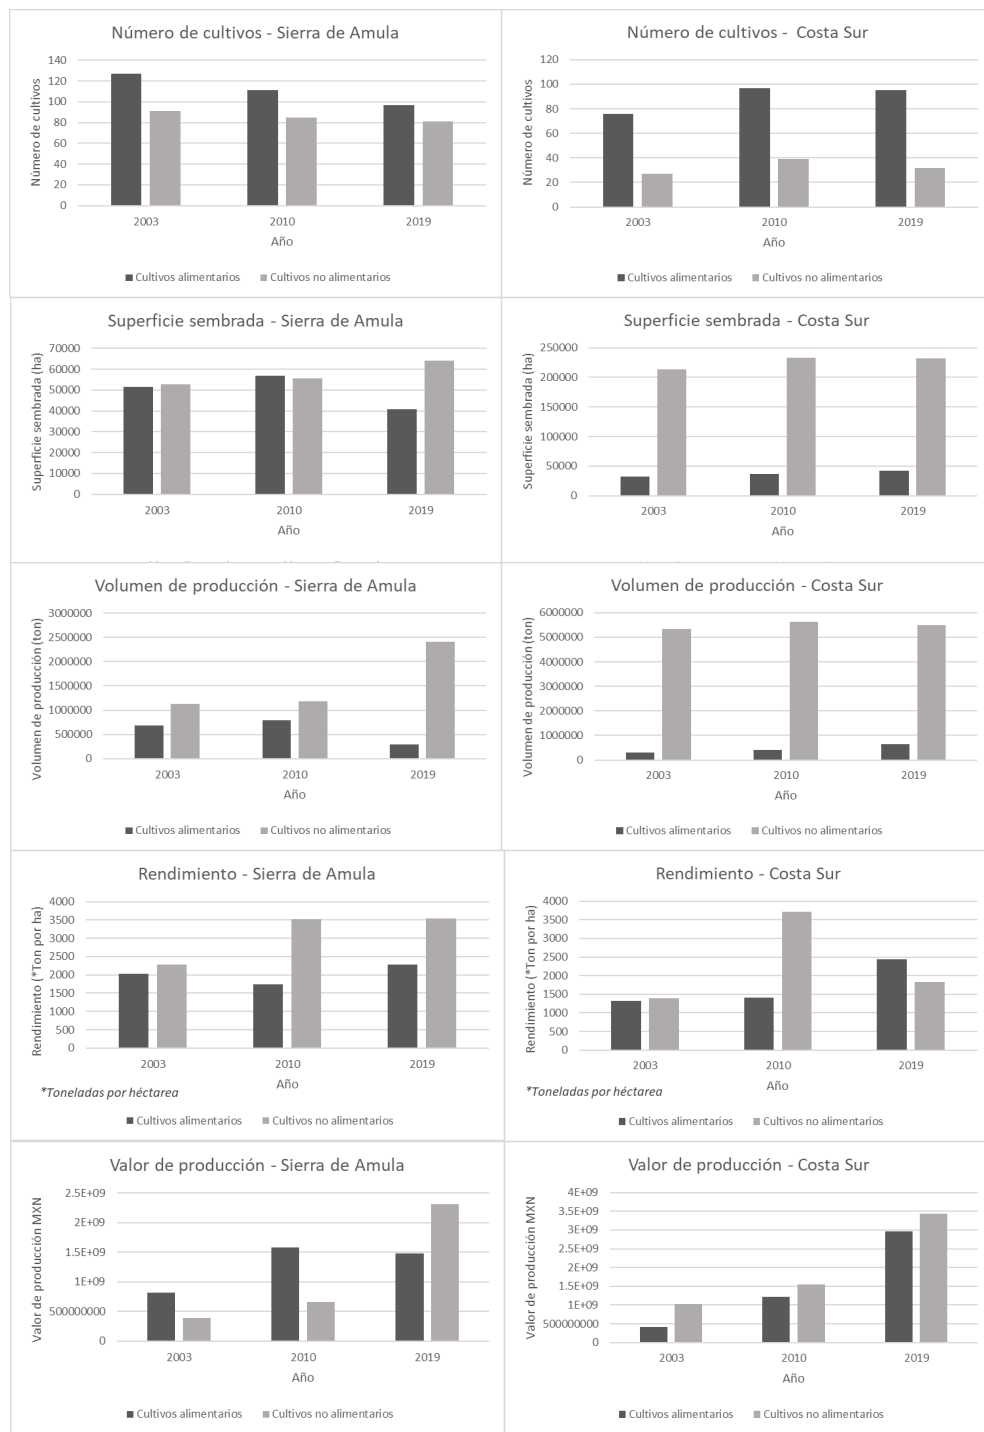 Número de cultivos - Sierra de Amula
Número de cultivos
140
120
100
80
60
40
20
0
2003 2010 2019
Año
Cultivos alimentarios Cultivos no alimentarios
Número de cultivos - Costa Sur
Número de cultivos
120
100
80
60
40
20
0
2003 2010 2019
Año
Cultivos alimentarios Cultivos no alimentarios
Superficie sembrada - Sierra de Amula
Superficie sembrada (ha)
70000
60000
50000
40000
30000
20000
10000
0
2003 2010 2019
Año
Superficie sembrada - Costa Sur
Superficie sembrada (ha)
250000
200000
150000
100000
50000
0
2003 2010 2019
Año
Volumen de producción - Sierra de Amula
Volumen de producción (ton)
3000000
2500000
2000000
1500000
1000000
500000
0
2003 2010 2019
Año
Cultivos alimentarios Cultivos no alimentarios
Volumen de producción - Costa Sur
Volumen de producción (ton)
6000000
5000000
4000000
3000000
2000000
1000000
0
2003 2010 2019
Año
Cultivos alimentarios Cultivos no alimentarios
Rendimiento - Sierra de Amula
Rendimiento (*Ton por ha)
4000
3500
3000
2500
2000
1500
1000
500
0
2003 2010 2019
Año
*Toneladas por héctarea
Cultivos alimentarios Cultivos no alimentarios
Rendimiento - Costa Sur
Rendimiento (*Ton por ha)
4000
3500
3000
2500
2000
1500
1000
500
0
2003 2010 2019
Año
*Toneladas por héctarea
Cultivos alimentarios Cultivos no alimentarios
Valor de producción - Sierra de Amula
Valor de producción MXN
2.5E+09
2E+09
1.5E+09
1E+09
500000000
0
2003 2010 2019
Año
Cultivos alimentarios Cultivos no alimentarios
Valor de producción - Costa Sur
Valor de producción MXN
4E+09
3.5E+09
3E+09
2.5E+09
2E+09
1.5E+09
1E+09
500000000
0
2003 2010 2019
Año
Cultivos alimentarios Cultivos no alimentarios